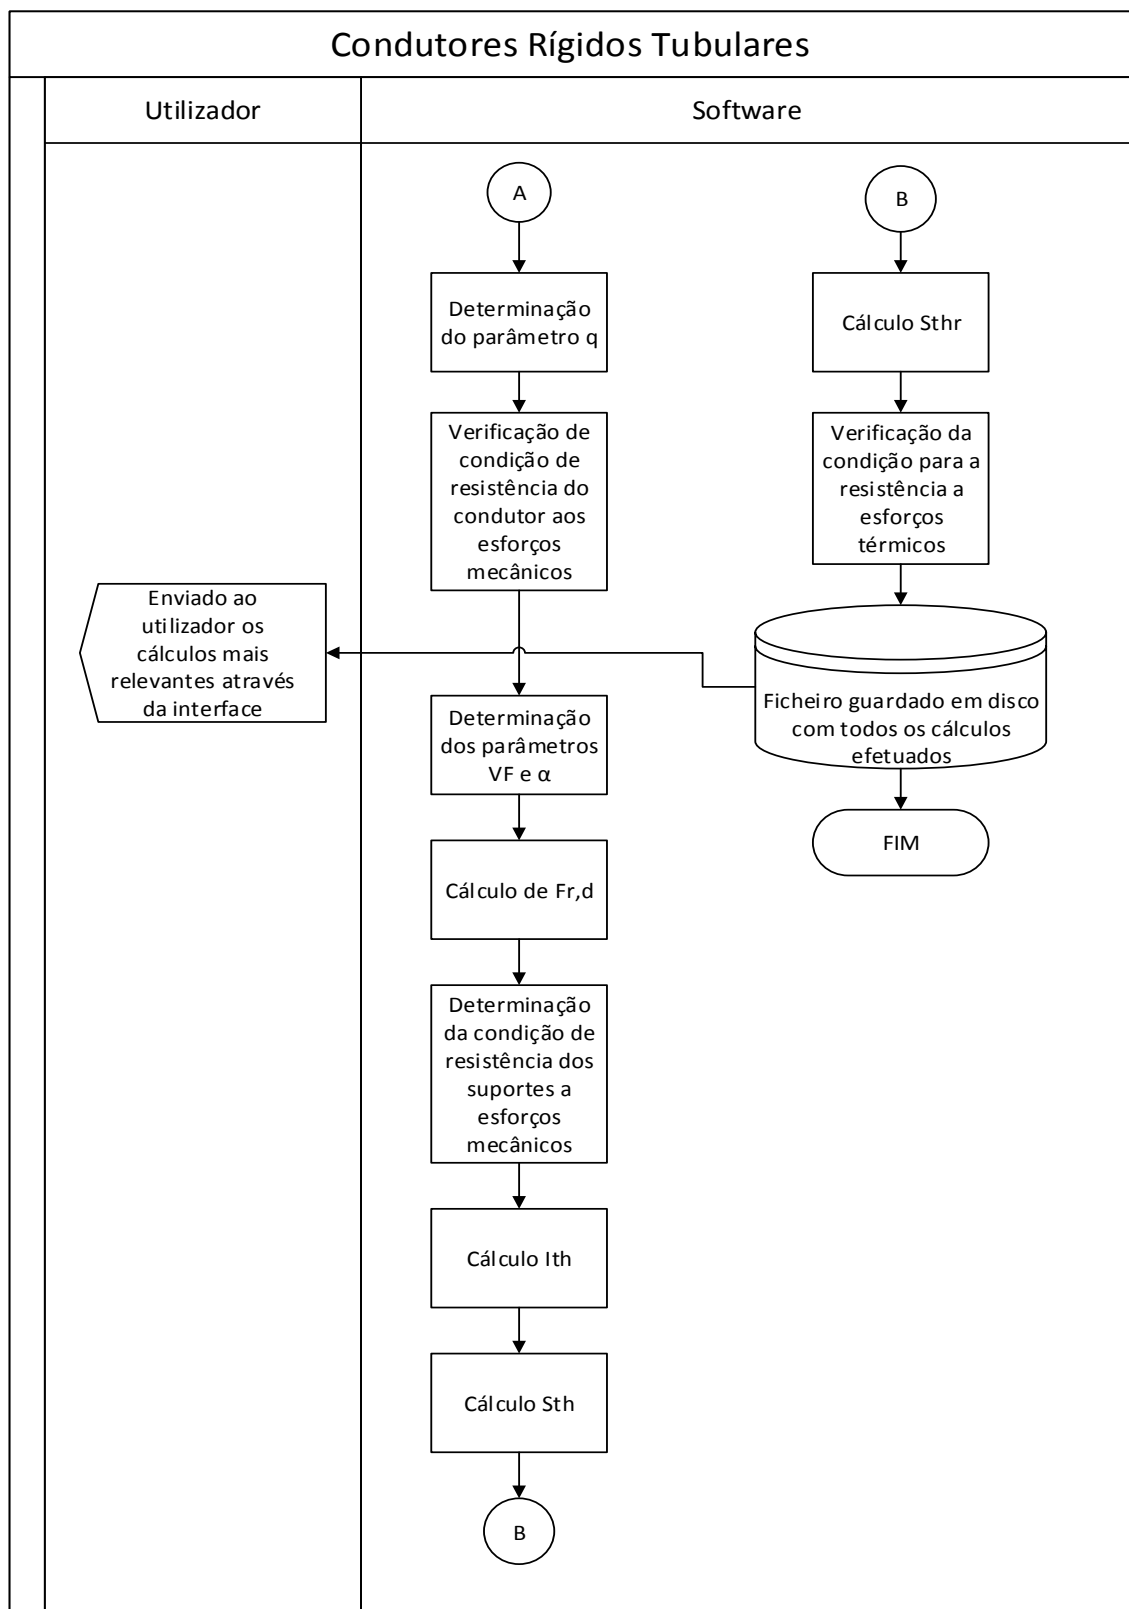 Condutores Rígidos Tubulares
Utilizador
Software
A
Determinação
do parâmetro q
Verificação de
condição de
resistência do
condutor aos
esforços
mecânicos
Enviado ao
utilizador os
cálculos mais
relevantes através
da interface
Determinação
dos parâmetros
VF e α
Cálculo de Fr,d
Determinação
da condição de
resistência dos
suportes a
esforços
mecânicos
Cálculo Ith
Cálculo Sth
B
B
Cálculo Sthr
Verificação da
condição para a
resistência a
esforços
térmicos
Ficheiro guardado em disco
com todos os cálculos
efetuados
FIM